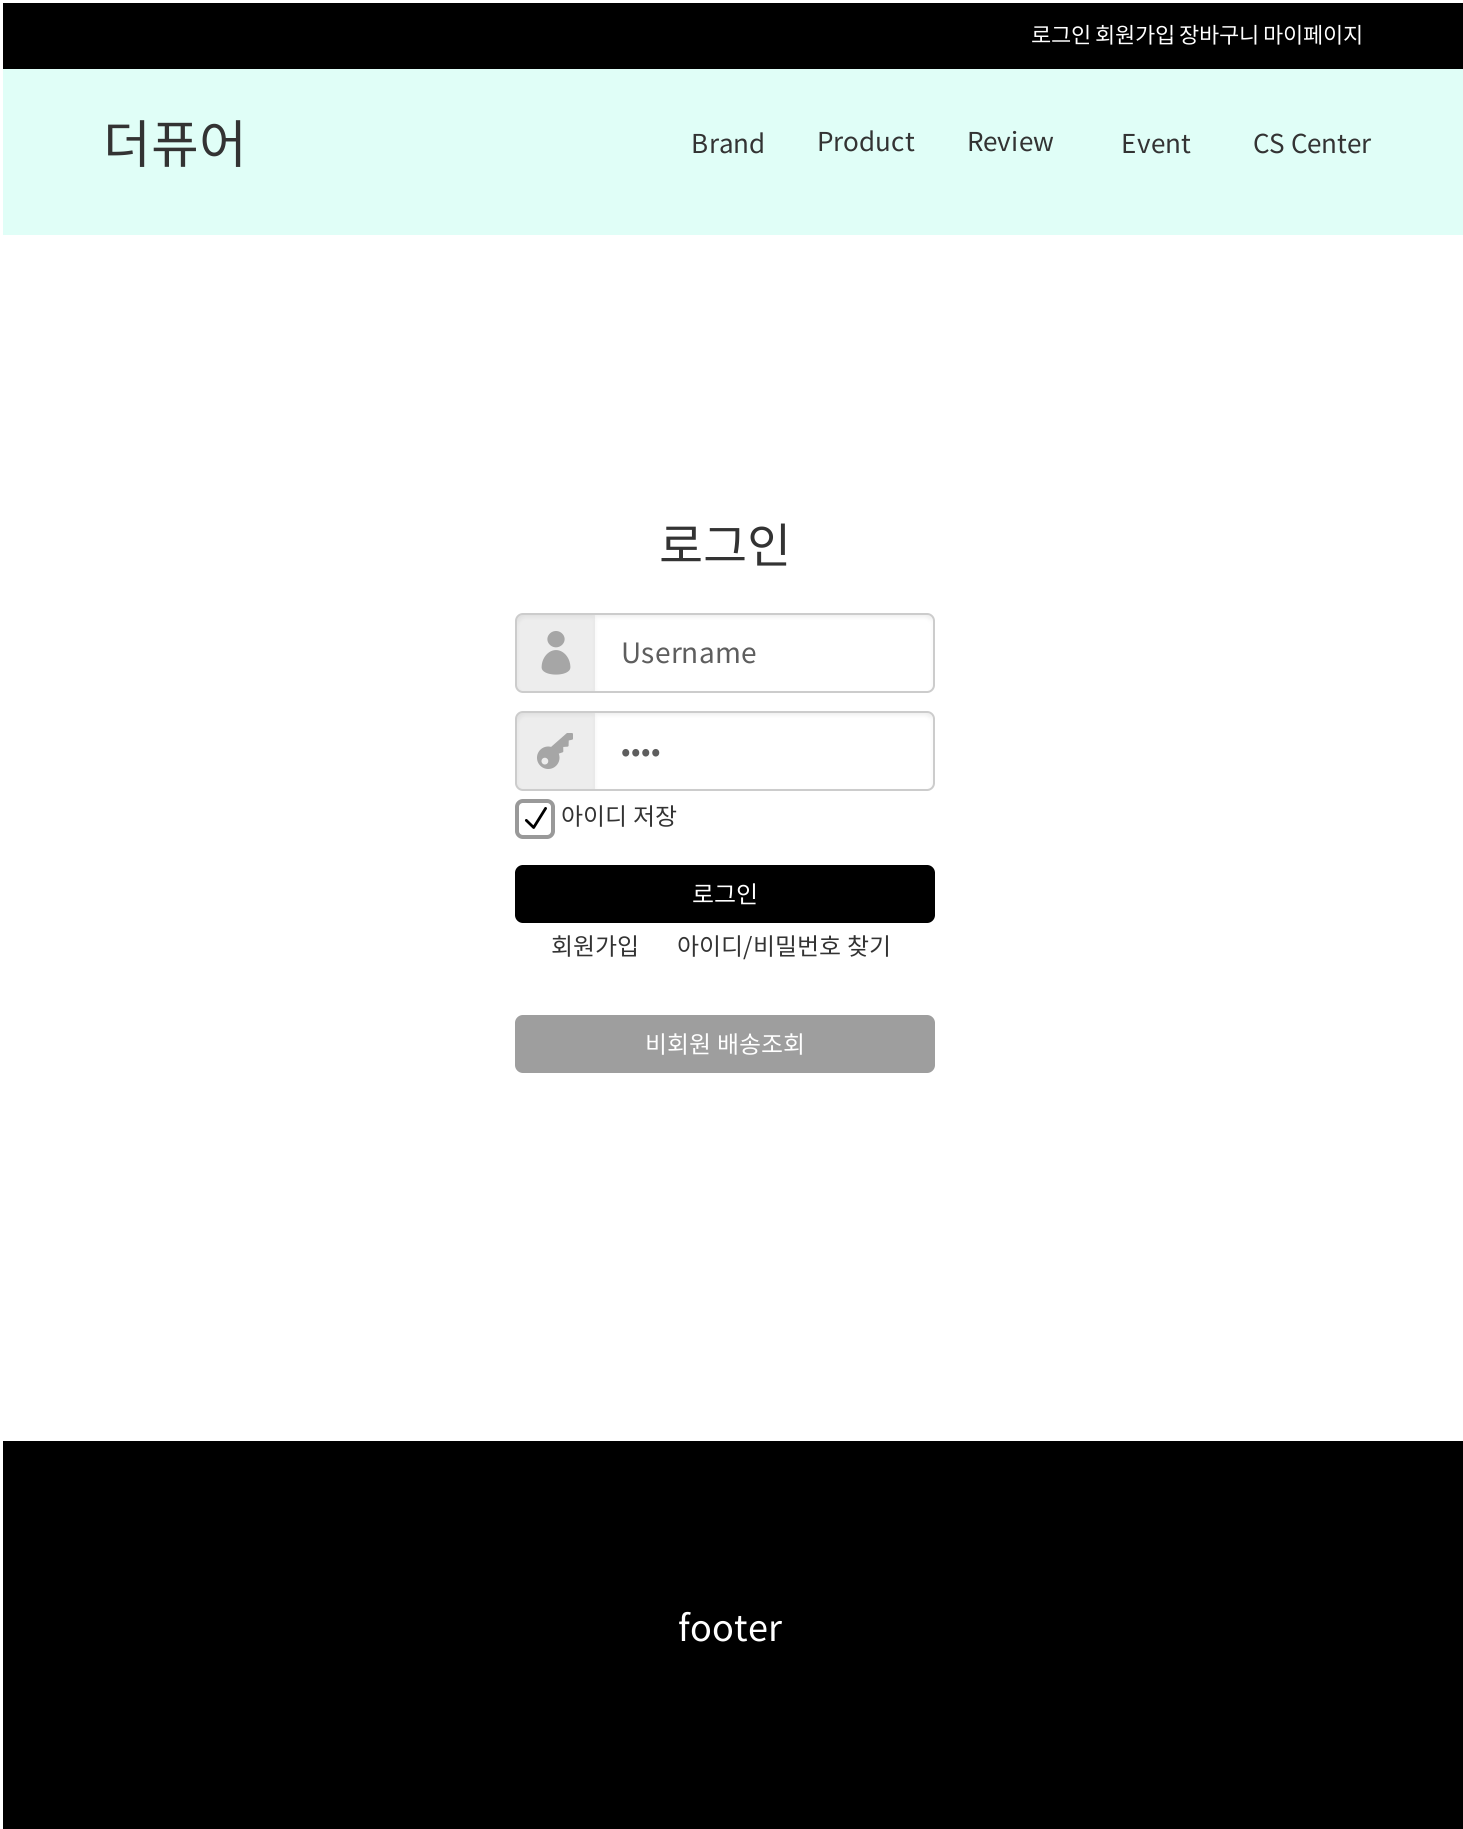 로그인 회원가입 장바구니 마이페이지
더퓨어
Brand Product Review Event CS Center
로그인
Username
••••
아이디 저장
로그인
회원가입 아이디/비밀번호 찾기
비회원 배송조회
footer